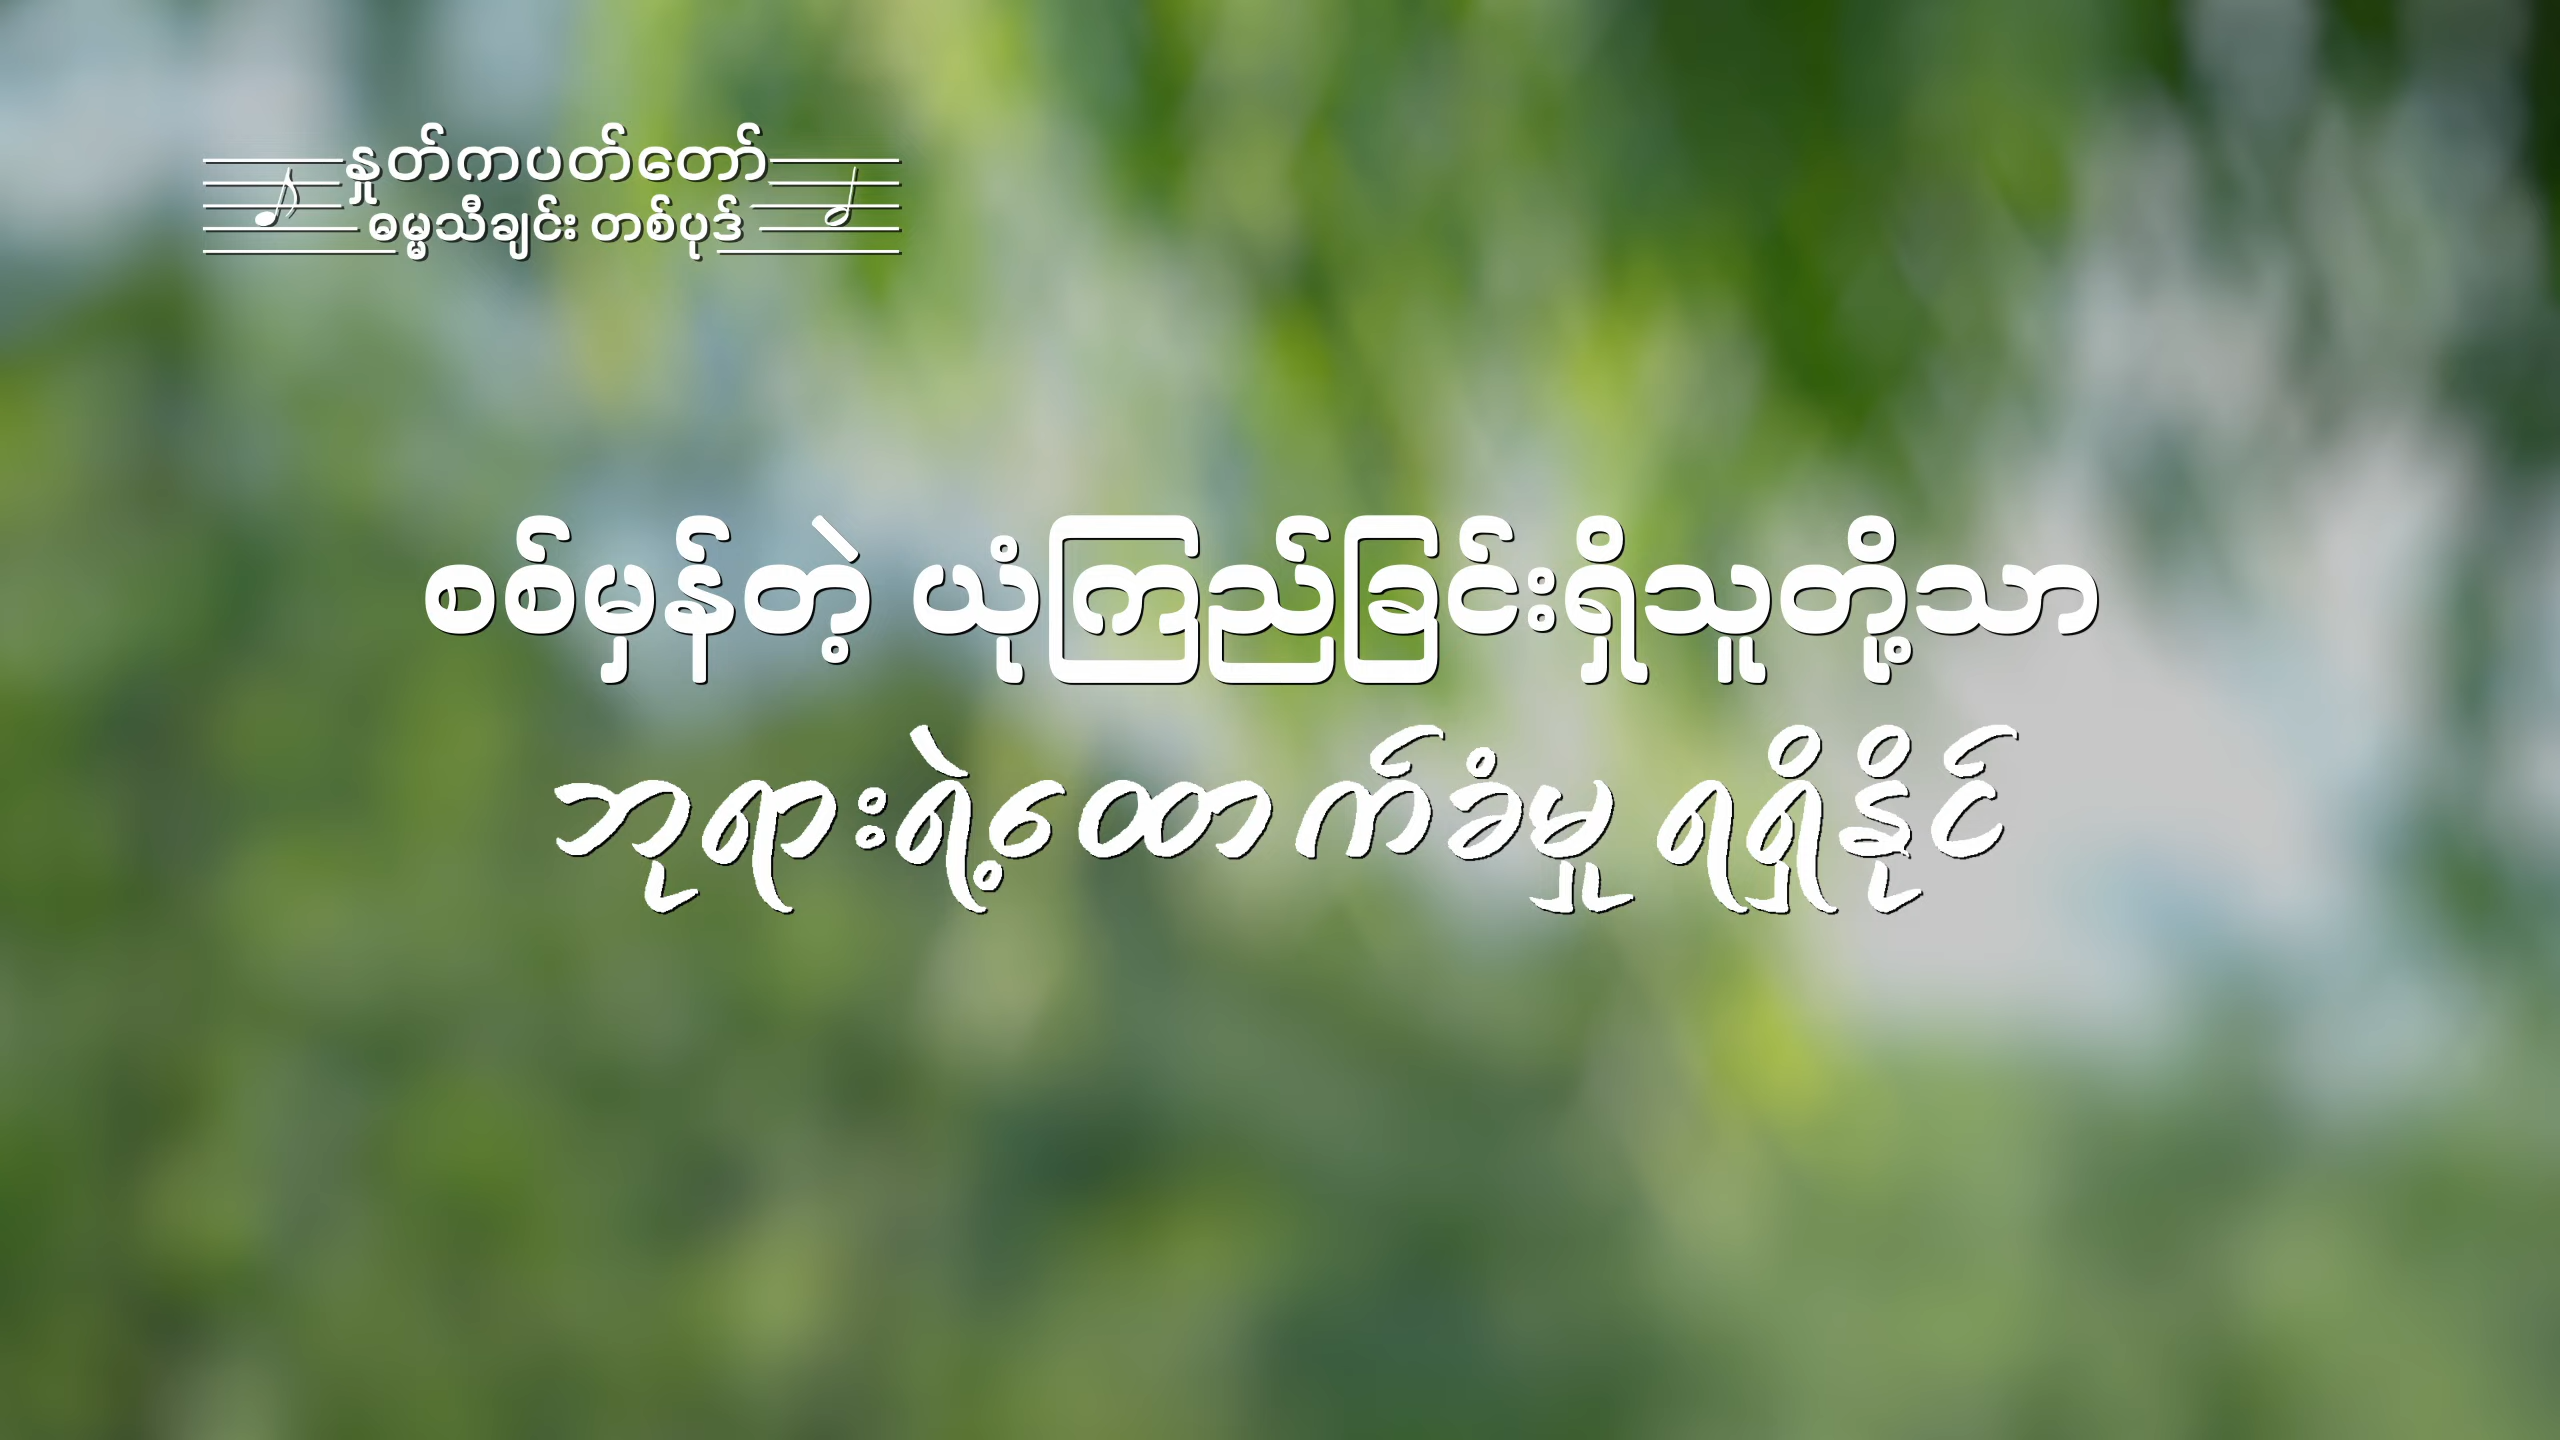 နှုတ်ကပတ်တော်
ဓမ္မသီချင်း တစ်ပုဒ်
စစ်မှန်တဲ့ ယုံကြည်ခြင်းရှိသူတို့သာ
ဘုရားရဲ့ထောက်ခံမှု ရရှိနိုင်